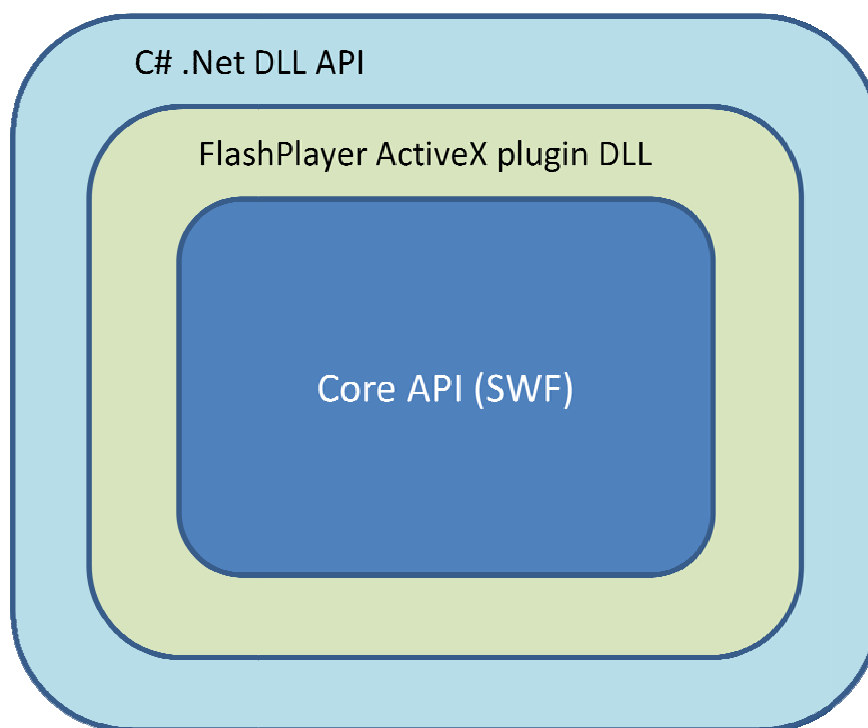 C# .Net DLL API
FlashPlayer ActiveX plugin DLL
Core API (SWF)